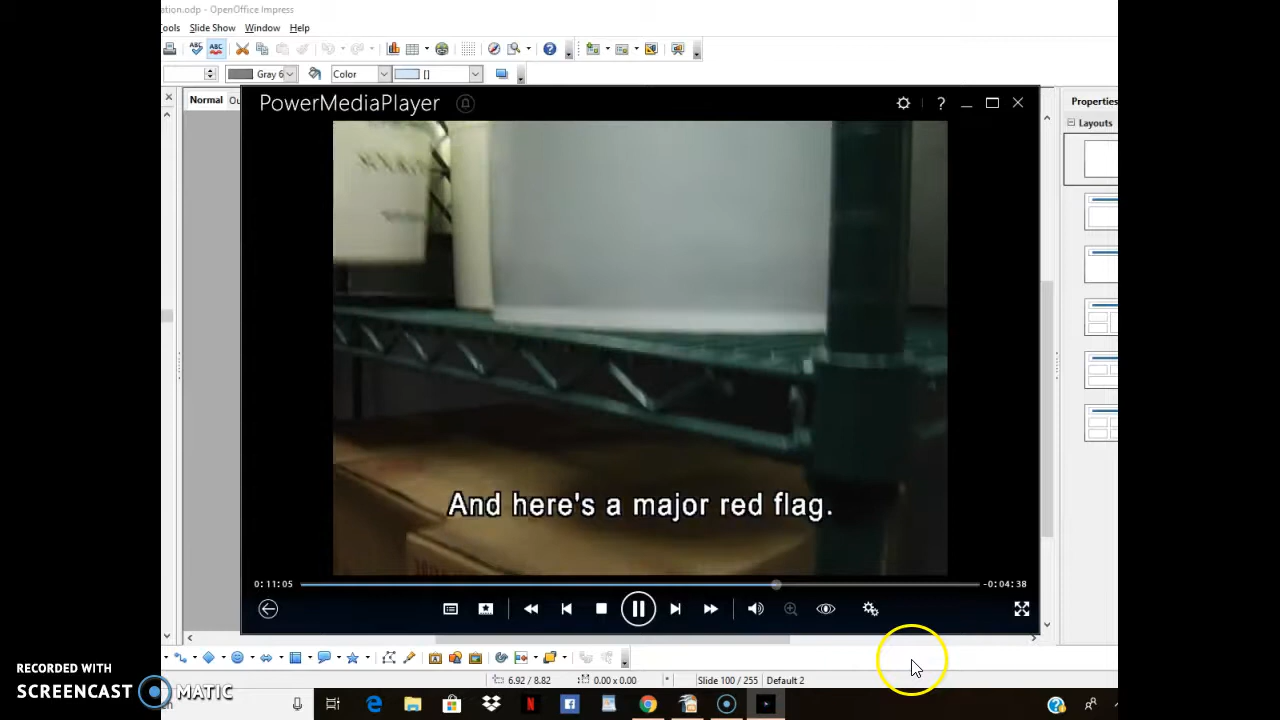 ation.odp - OpenOffice Impress
Tools Slide Show Window Help
Gray 6 Color []
Normal Ou
PowerMediaPlayer
Properties
Layouts
And here's a major red flag.
0:11:05 -0:04:38
6.92 / 8.82 0.00 x 0.00 * Slide 100 / 255 Default 2
RECORDED WITH
SCREENCAST MATIC